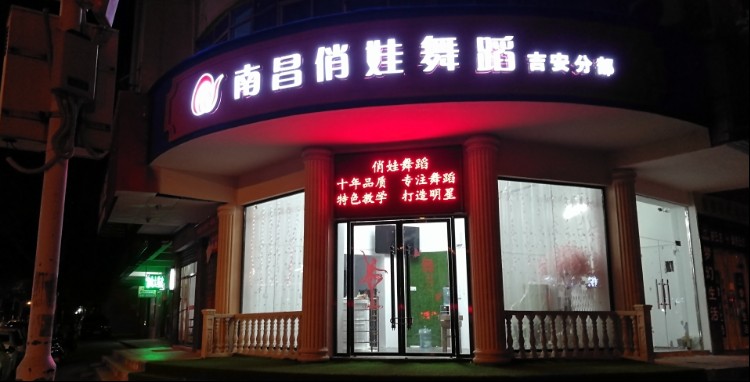 南昌俏娃舞蹈 吉安分部
俏娃舞蹈
十年品质 专注舞蹈
特色教学 打造明星